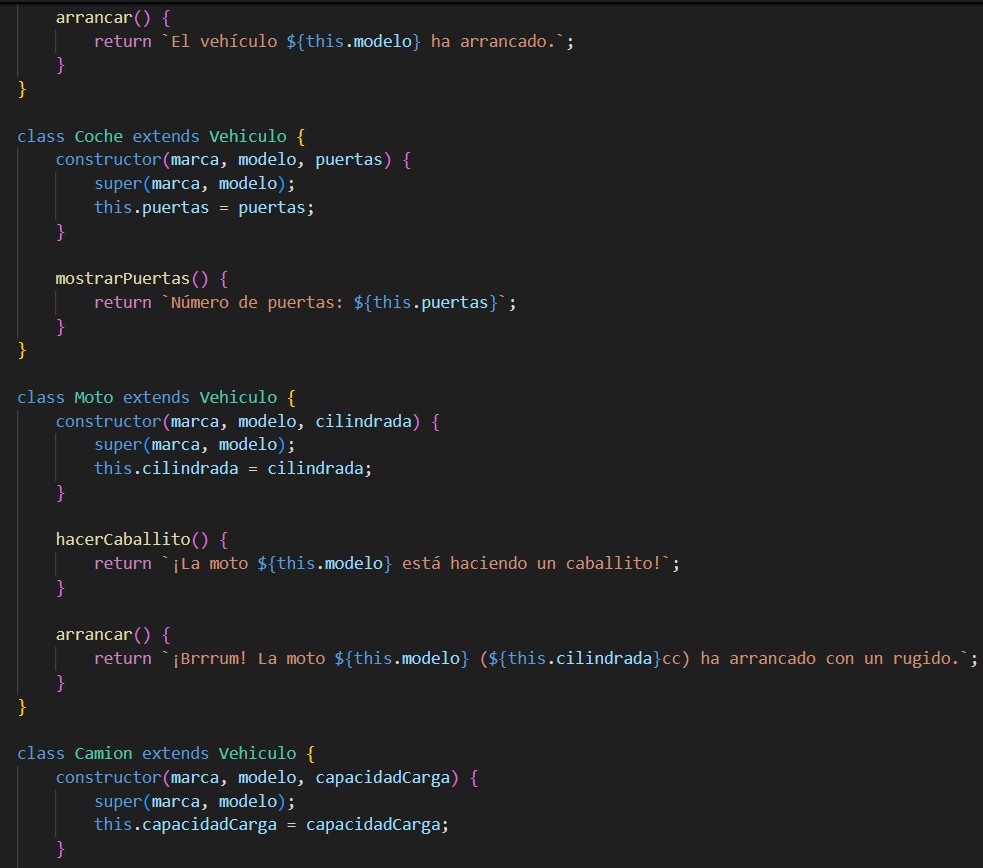 arrancar() {
        return `El vehículo ${this.modelo} ha arrancado.`;
    }
}

class Coche extends Vehiculo {
    constructor(marca, modelo, puertas) {
        super(marca, modelo);
        this.puertas = puertas;
    }

    mostrarPuertas() {
        return `Número de puertas: ${this.puertas}`;
    }
}

class Moto extends Vehiculo {
    constructor(marca, modelo, cilindrada) {
        super(marca, modelo);
        this.cilindrada = cilindrada;
    }

    hacerCaballito() {
        return `¡La moto ${this.modelo} está haciendo un caballito!`;
    }

    arrancar() {
        return `¡Brrrum! La moto ${this.modelo} (${this.cilindrada}cc) ha arrancado con un rugido.`;
    }
}

class Camion extends Vehiculo {
    constructor(marca, modelo, capacidadCarga) {
        super(marca, modelo);
        this.capacidadCarga = capacidadCarga;
    }